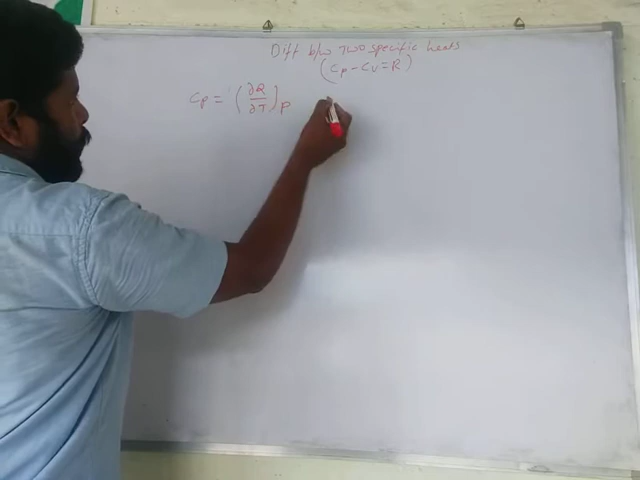 Diff b/w Two specific heats
(Cp - Cv = R)
Cp = (∂Q/∂T)p